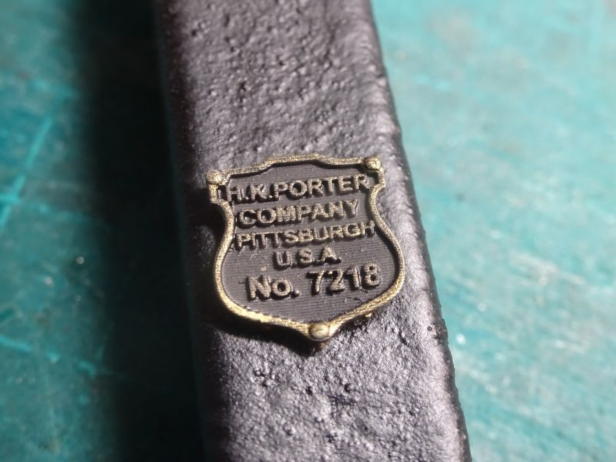 H.K.PORTER
COMPANY
PITTSBURGH
U.S.A.
No. 7218